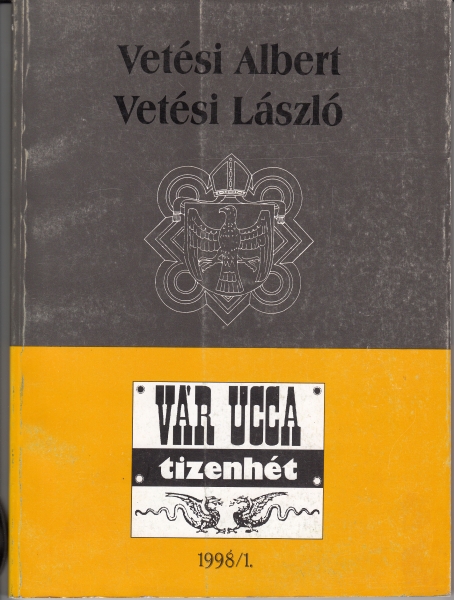 Vetési Albert
Vetési László
VÁR UCCA
tizenhét
1998/1.